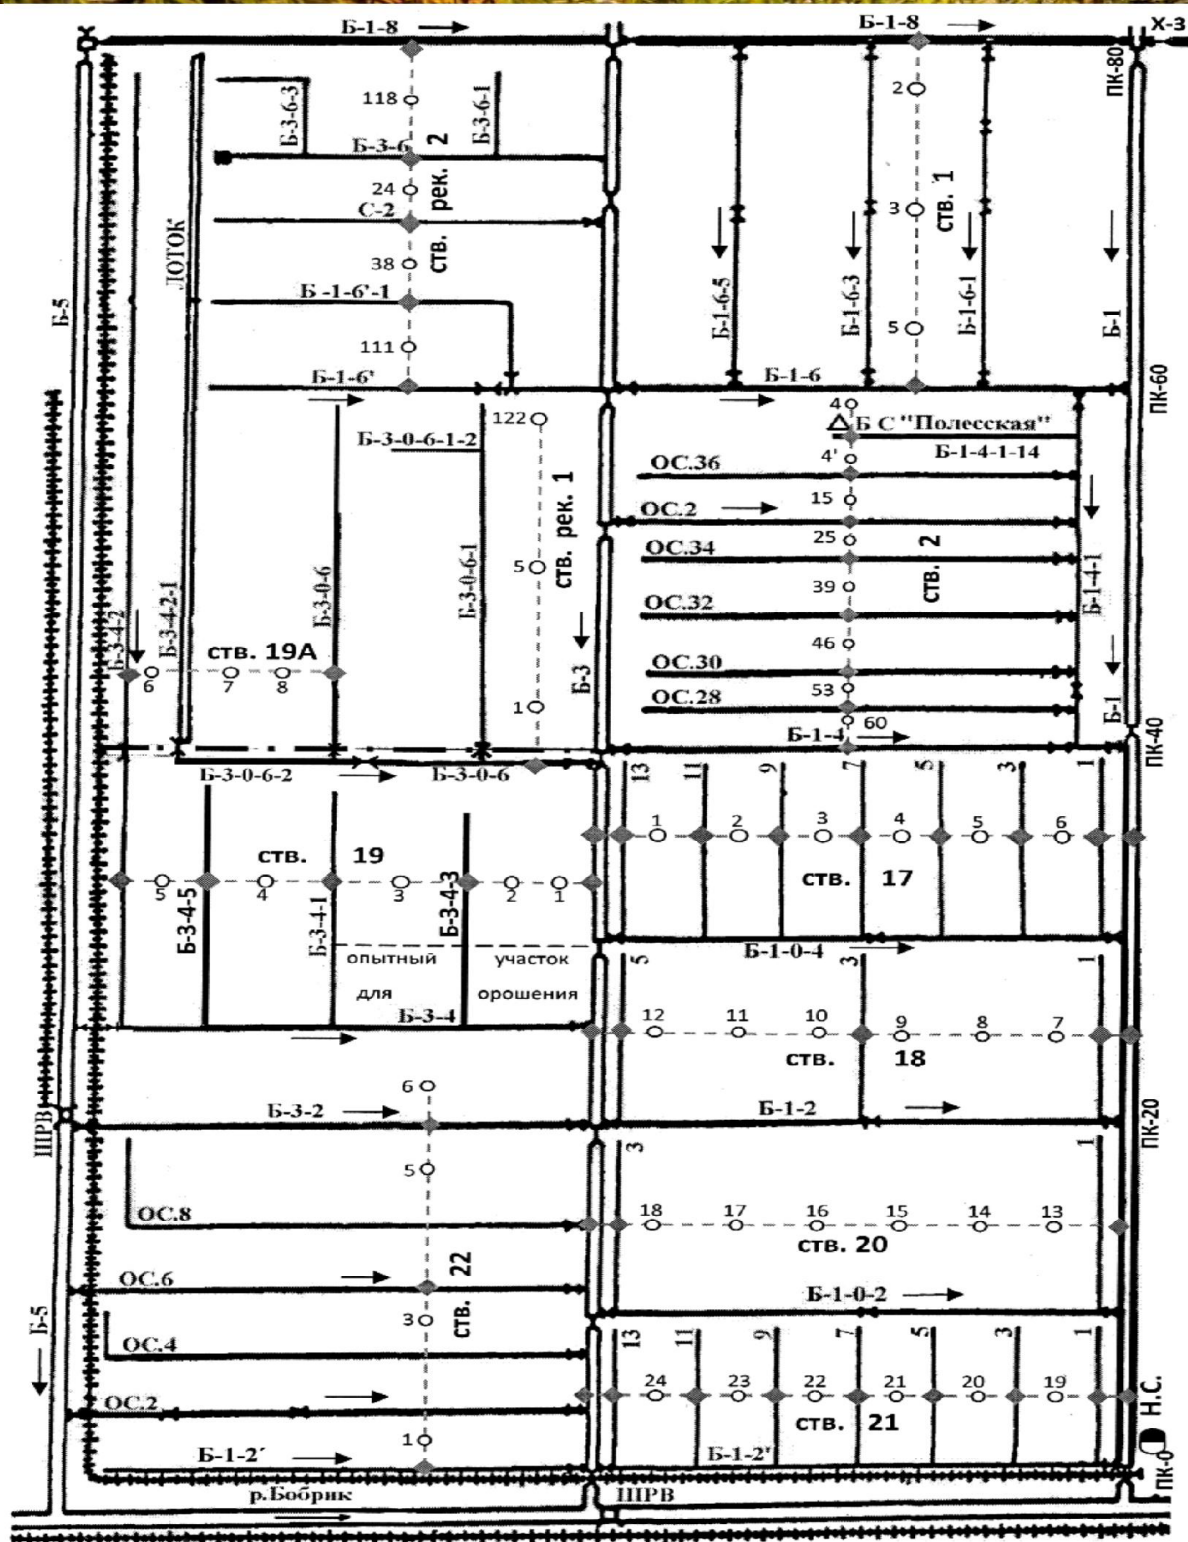 Б-1-8
Б-1-8
Х-3
ПК-80
118
Б-3-6-3
Б-3-6-1
2
Б-3-6
ств. рек. 2
24
С-2
38
ЛОТОК
Б-5
Б -1-6'-1
111
Б-1-6'
3
ств. 1
Б-1-6-5
Б-1-6-3
Б-1-6-1
Б-1
5
Б-1-6
ПК-60
122
Б-3-0-6-1-2
4
Б С "Полесская"
Б-1-4-1-14
4'
ОС.36
15
ОС.2
25
ОС.34
39
ств. 2
ОС.32
46
ОС.30
53
ОС.28
60
Б-1-4
Б-1-4-1
Б-1
ПК-40
ств. рек. 1
5
1
Б-3-0-6
Б-3-0-6-1
Б-3
Б-3-4-2
Б-3-4-2-1
ств. 19А
6
7
8
Б-3-0-6-2
Б-3-0-6
13
11
9
7
5
3
1
1
2
3
4
5
6
ств. 17
ств. 19
5
4
3
2
1
Б-3-4-5
Б-3-4-1
Б-3-4-3
опытный участок
для орошения
Б-3-4
Б-1-0-4
5
3
1
12
11
10
9
8
7
ств. 18
6
Б-3-2
Б-1-2
ПК-20
ШРВ
5
3
1
ОС.8
18
17
16
15
14
13
ств. 20
ОС.6
ств. 22
3
Б-1-0-2
Б-5
ОС.4
13
11
9
7
5
3
1
24
23
22
21
20
19
ств. 21
ОС.2
1
Б-1-2'
Б-1-2'
Н.С.
ПК-0
р.Бобрик
ШРВ